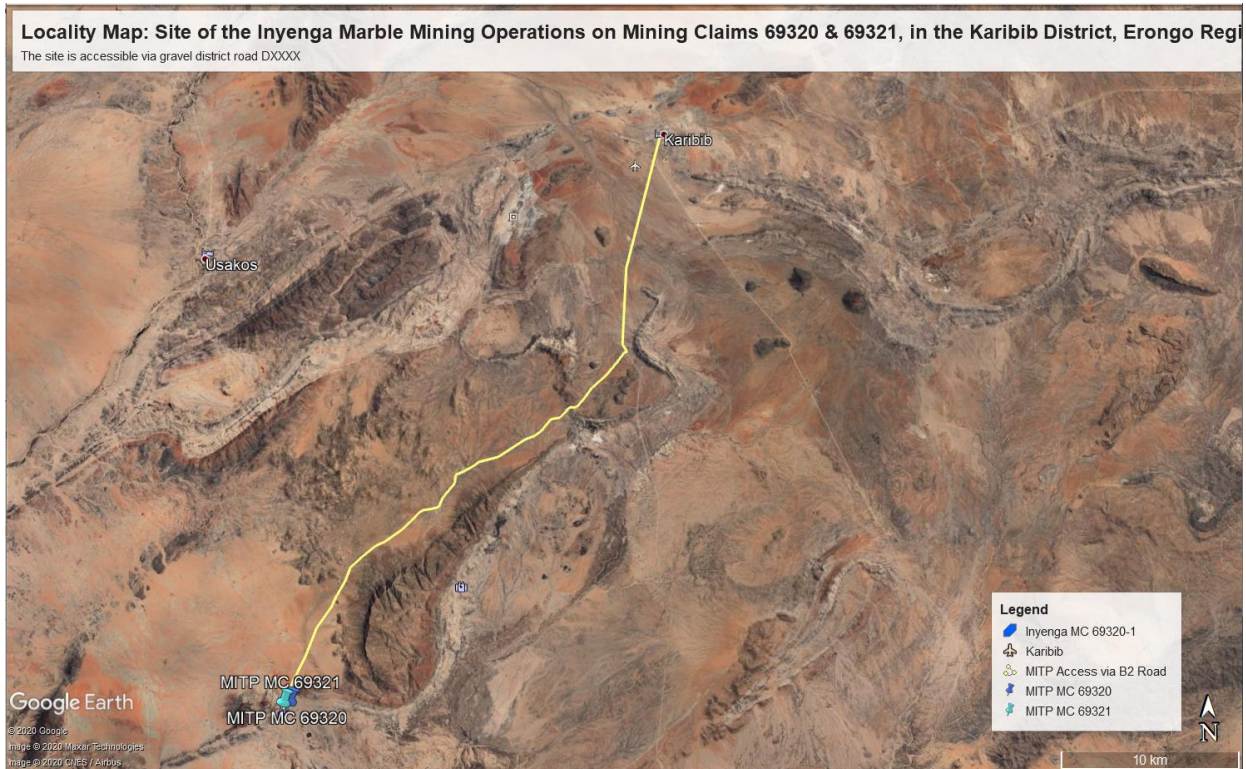 Locality Map: Site of the Inyenga Marble Mining Operations on Mining Claims 69320 & 69321, in the Karibib District, Erongo Regi
The site is accessible via gravel district road DXXXX
Karibib
Usakos
MITP MC 69321
MITP MC 69320
Legend
Inyenga MC 69320-1
Karibib
MITP Access via B2 Road
MITP MC 69320
MITP MC 69321
Google Earth
© 2020 Google
Image © 2020 Maxar Technologies
Image © 2020 CNES / Airbus
N
10 km